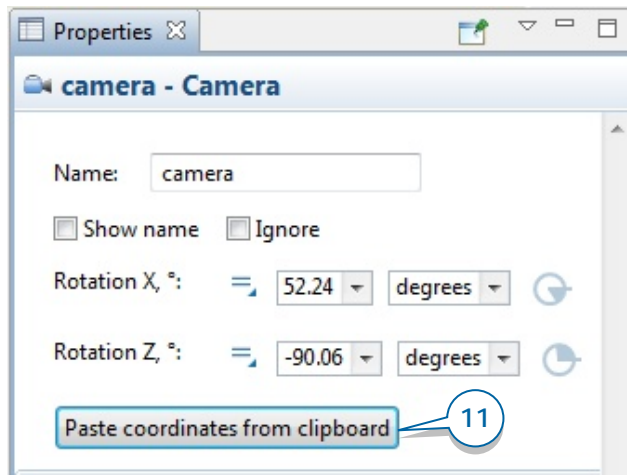 Properties
camera - Camera
Name: camera
Show name Ignore
Rotation X, °: 52.24 degrees
Rotation Z, °: -90.06 degrees
Paste coordinates from clipboard 11